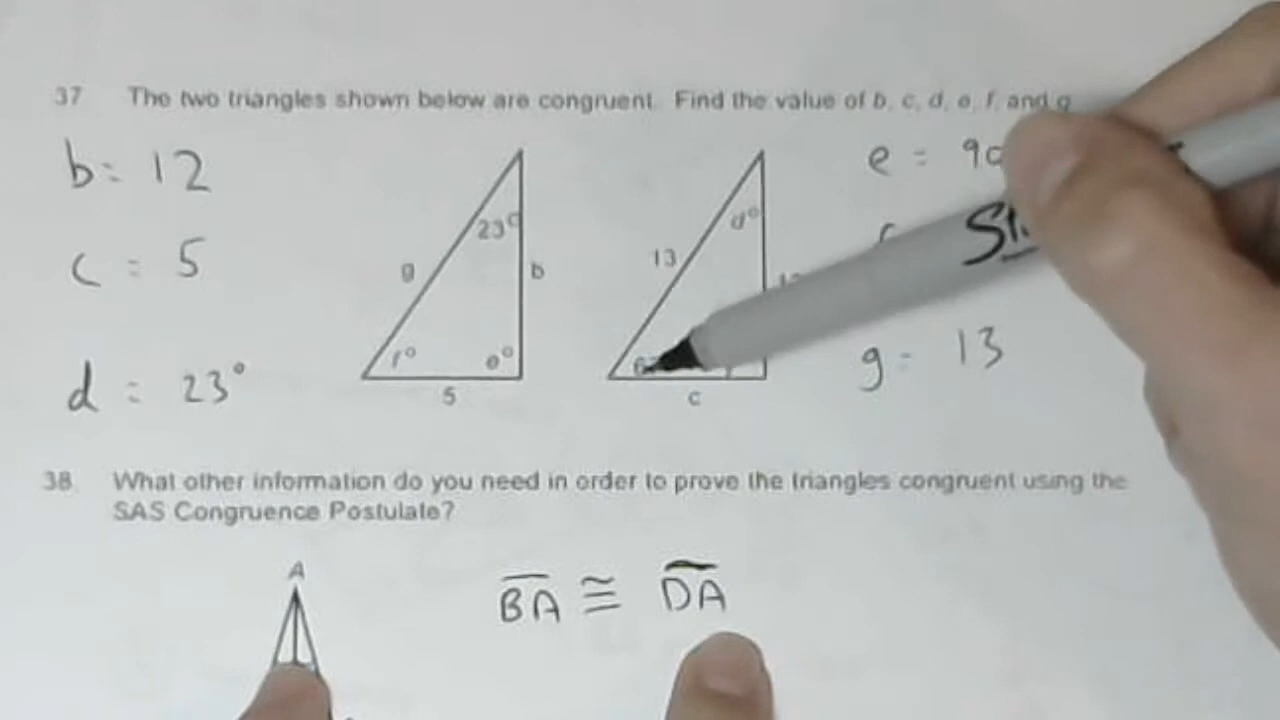 37 The two triangles shown below are congruent. Find the value of b, c, d, e, f, and g
b = 12
e = 90
c = 5
23°
d°
g
b
13
f°
e°
5
c
g = 13
d = 23°
38 What other information do you need in order to prove the triangles congruent using the
SAS Congruence Postulate?
A
BA ≅ DA